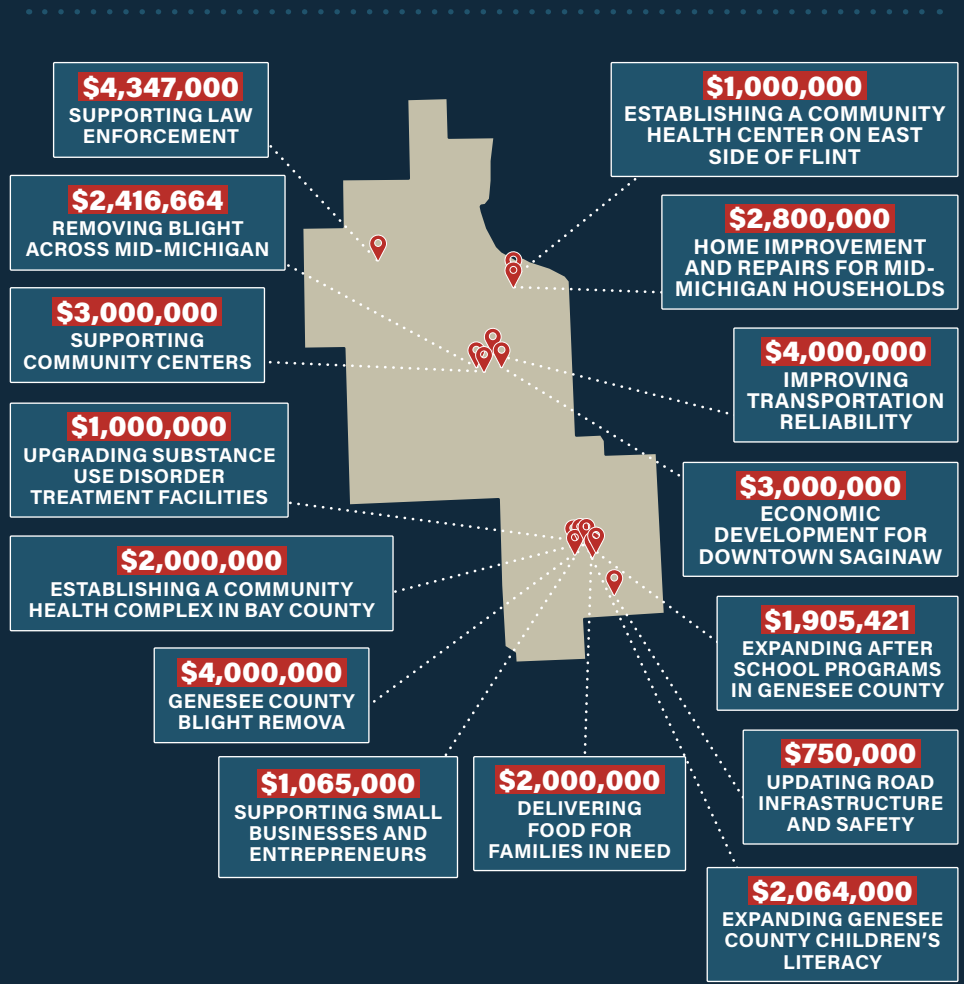 $4,347,000
SUPPORTING LAW
ENFORCEMENT
$2,416,664
REMOVING BLIGHT
ACROSS MID-MICHIGAN
$3,000,000
SUPPORTING
COMMUNITY CENTERS
$1,000,000
UPGRADING SUBSTANCE
USE DISORDER
TREATMENT FACILITIES
$2,000,000
ESTABLISHING A COMMUNITY
HEALTH COMPLEX IN BAY COUNTY
$4,000,000
GENESEE COUNTY
BLIGHT REMOVA
$1,065,000
SUPPORTING SMALL
BUSINESSES AND
ENTREPRENEURS
$2,000,000
DELIVERING
FOOD FOR
FAMILIES IN NEED
$1,000,000
ESTABLISHING A COMMUNITY
HEALTH CENTER ON EAST
SIDE OF FLINT
$2,800,000
HOME IMPROVEMENT
AND REPAIRS FOR MID-
MICHIGAN HOUSEHOLDS
$4,000,000
IMPROVING
TRANSPORTATION
RELIABILITY
$3,000,000
ECONOMIC
DEVELOPMENT FOR
DOWNTOWN SAGINAW
$1,905,421
EXPANDING AFTER
SCHOOL PROGRAMS
IN GENESEE COUNTY
$750,000
UPDATING ROAD
INFRASTRUCTURE
AND SAFETY
$2,064,000
EXPANDING GENESEE
COUNTY CHILDREN'S
LITERACY